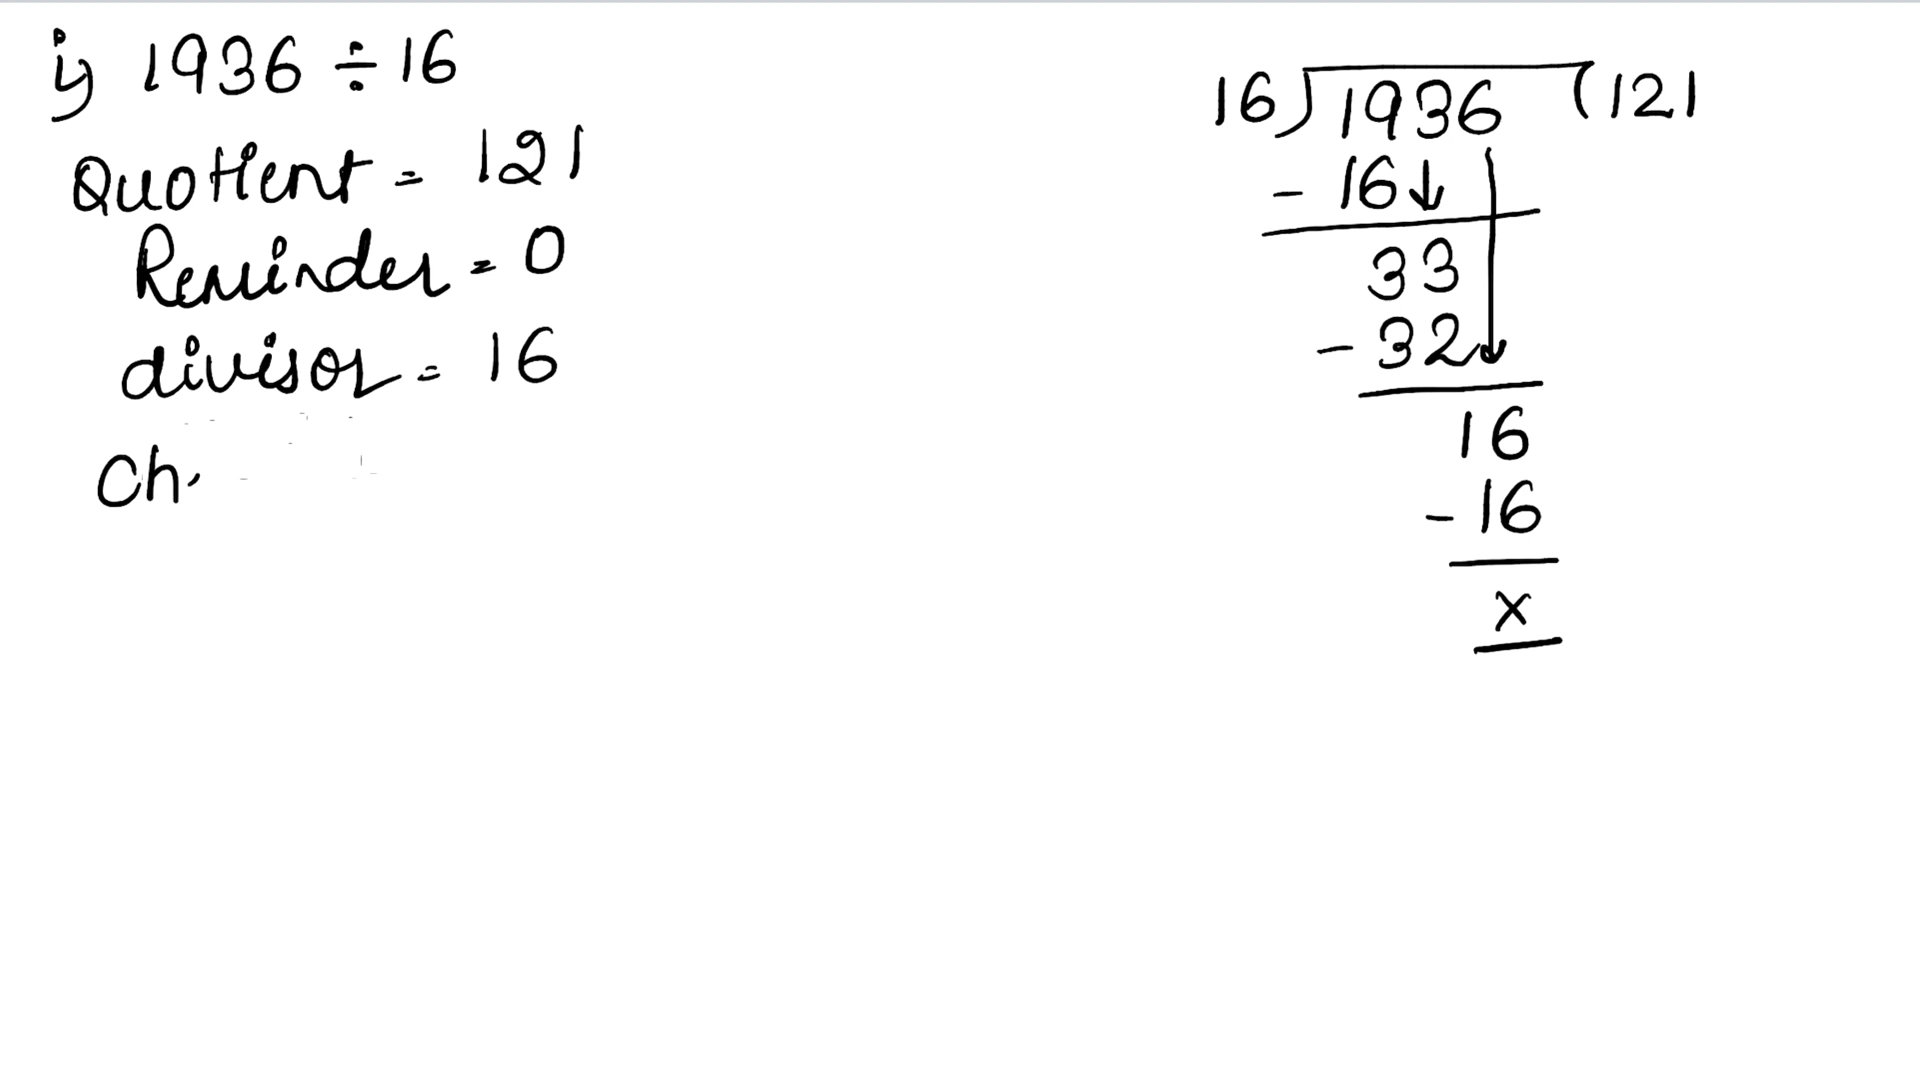 i) 1936 ÷ 16
Quotient = 121
Reminder = 0
divisor = 16
Ch.
16)1936(121
- 16↓
33
- 32↓
16
- 16
x